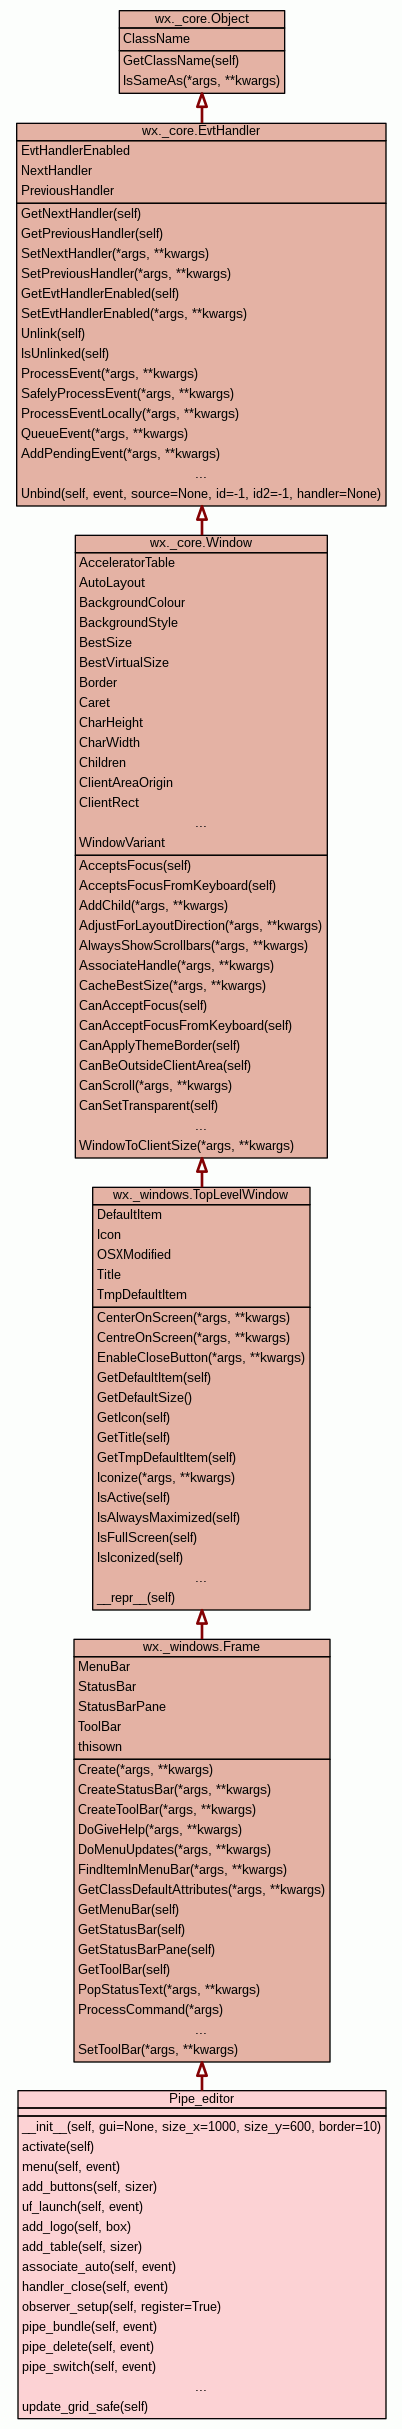 wx._core.Object
ClassName
GetClassName(self)
IsSameAs(*args, **kwargs)
wx._core.EvtHandler
EvtHandlerEnabled
NextHandler
PreviousHandler
GetNextHandler(self)
GetPreviousHandler(self)
SetNextHandler(*args, **kwargs)
SetPreviousHandler(*args, **kwargs)
GetEvtHandlerEnabled(self)
SetEvtHandlerEnabled(*args, **kwargs)
Unlink(self)
IsUnlinked(self)
ProcessEvent(*args, **kwargs)
SafelyProcessEvent(*args, **kwargs)
ProcessEventLocally(*args, **kwargs)
QueueEvent(*args, **kwargs)
AddPendingEvent(*args, **kwargs)
...
Unbind(self, event, source=None, id=-1, id2=-1, handler=None)
wx._core.Window
AcceleratorTable
AutoLayout
BackgroundColour
BackgroundStyle
BestSize
BestVirtualSize
Border
Caret
CharHeight
CharWidth
Children
ClientAreaOrigin
ClientRect
...
WindowVariant
AcceptsFocus(self)
AcceptsFocusFromKeyboard(self)
AddChild(*args, **kwargs)
AdjustForLayoutDirection(*args, **kwargs)
AlwaysShowScrollbars(*args, **kwargs)
AssociateHandle(*args, **kwargs)
CacheBestSize(*args, **kwargs)
CanAcceptFocus(self)
CanAcceptFocusFromKeyboard(self)
CanApplyThemeBorder(self)
CanBeOutsideClientArea(self)
CanScroll(*args, **kwargs)
CanSetTransparent(self)
...
WindowToClientSize(*args, **kwargs)
wx._windows.TopLevelWindow
DefaultItem
Icon
OSXModified
Title
TmpDefaultItem
CenterOnScreen(*args, **kwargs)
CentreOnScreen(*args, **kwargs)
EnableCloseButton(*args, **kwargs)
GetDefaultItem(self)
GetDefaultSize()
GetIcon(self)
GetTitle(self)
GetTmpDefaultItem(self)
Iconize(*args, **kwargs)
IsActive(self)
IsAlwaysMaximized(self)
IsFullScreen(self)
IsIconized(self)
...
__repr__(self)
wx._windows.Frame
MenuBar
StatusBar
StatusBarPane
ToolBar
thisown
Create(*args, **kwargs)
CreateStatusBar(*args, **kwargs)
CreateToolBar(*args, **kwargs)
DoGiveHelp(*args, **kwargs)
DoMenuUpdates(*args, **kwargs)
FindItemInMenuBar(*args, **kwargs)
GetClassDefaultAttributes(*args, **kwargs)
GetMenuBar(self)
GetStatusBar(self)
GetStatusBarPane(self)
GetToolBar(self)
PopStatusText(*args, **kwargs)
ProcessCommand(*args)
...
SetToolBar(*args, **kwargs)
Pipe_editor
__init__(self, gui=None, size_x=1000, size_y=600, border=10)
activate(self)
menu(self, event)
add_buttons(self, sizer)
uf_launch(self, event)
add_logo(self, box)
add_table(self, sizer)
associate_auto(self, event)
handler_close(self, event)
observer_setup(self, register=True)
pipe_bundle(self, event)
pipe_delete(self, event)
pipe_switch(self, event)
...
update_grid_safe(self)